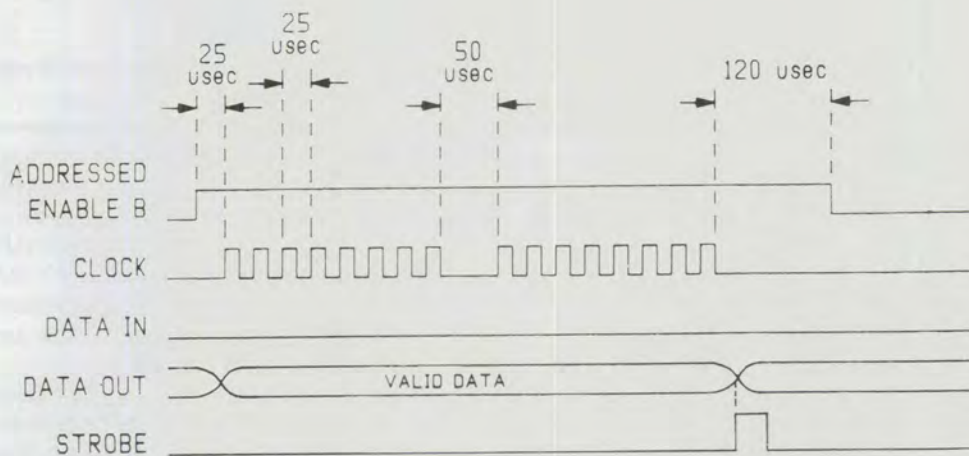 25
usec
25
usec
50
usec
120 usec
ADDRESSED
ENABLE B
CLOCK
DATA IN
DATA OUT
VALID DATA
STROBE